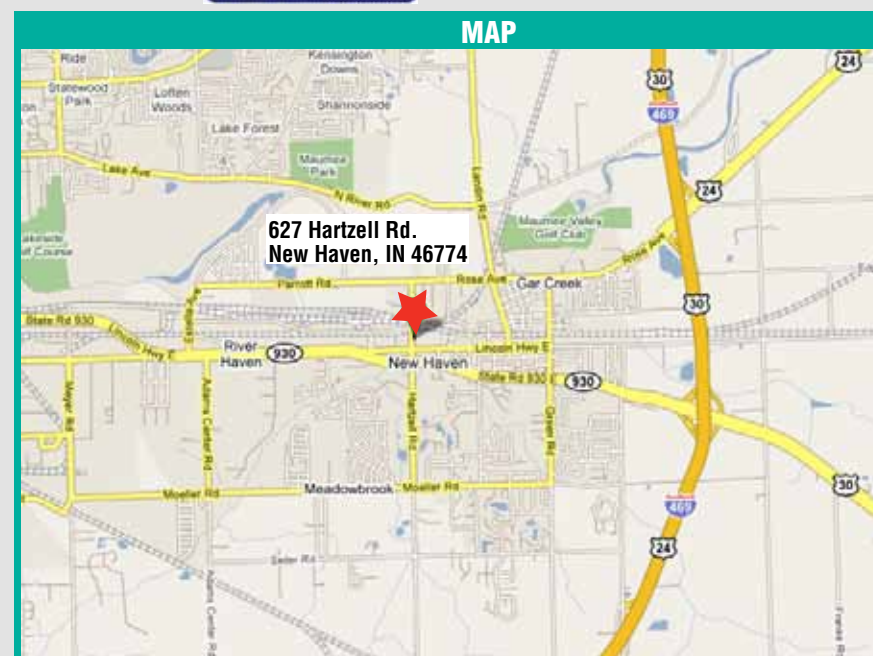 MAP
Ride
Statewood
Park
Kensington
Downs
Loften
Woods
Shannonside
Lake Forest
Maumee
Park
Lake Ave
N River Rd
Landin Rd
30
469
24
24
Maumee Valley
Golf Club
627 Hartzell Rd.
New Haven, IN 46774
Parrott Rd
Rose Ave
Rose Ave
Gar Creek
30
State Rd 930
Lincoln Hwy E
River
Haven
930
Lincoln Hwy E
New Haven
State Rd 930 E
930
Meyer Rd
Adams Center Rd
Hartzell Rd
Green Rd
Moeller Rd
Meadowbrook
Moeller Rd
469
30
24
Seiler Rd
Adams Center Rd